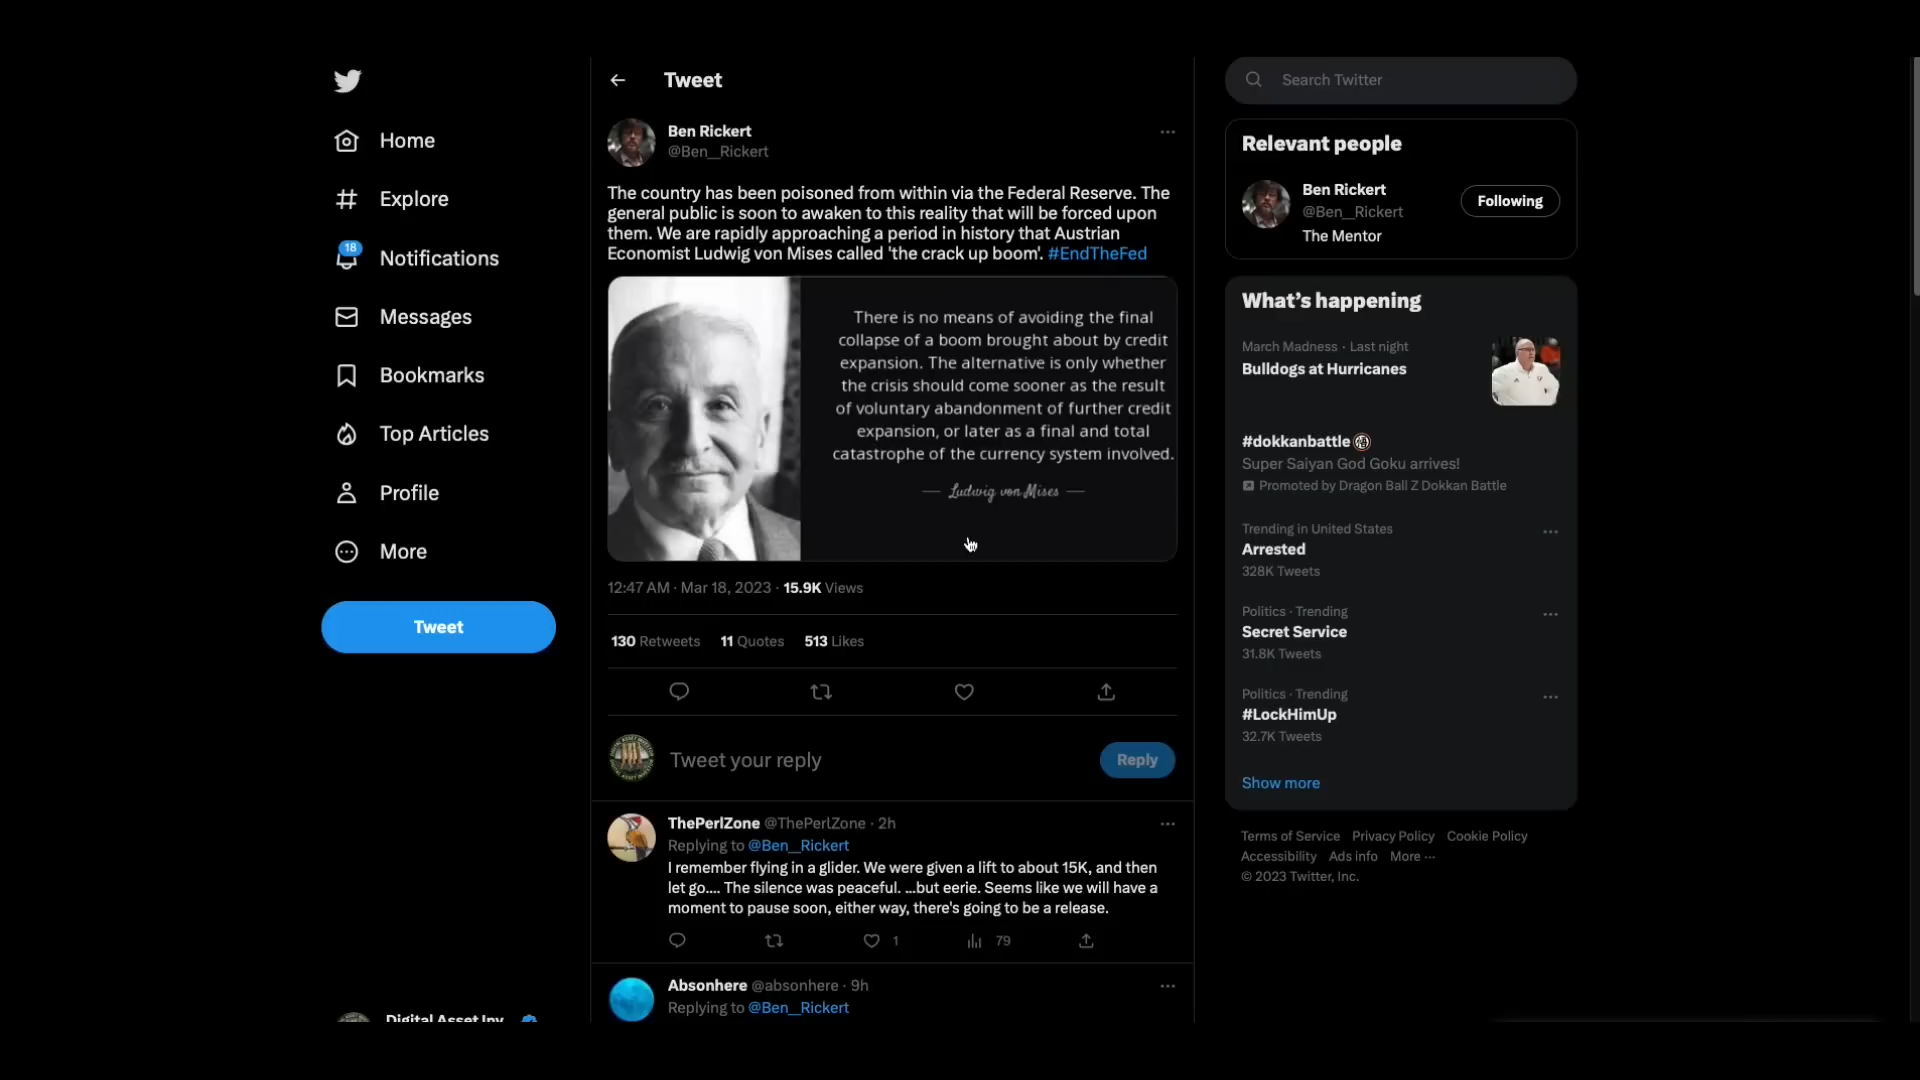 Home
Explore
18
Notifications
Messages
Bookmarks
Top Articles
Profile
More
Tweet
Digital Asset Inv
Tweet
Ben Rickert
@Ben__Rickert
The country has been poisoned from within via the Federal Reserve. The
general public is soon to awaken to this reality that will be forced upon
them. We are rapidly approaching a period in history that Austrian
Economist Ludwig von Mises called 'the crack up boom'. #EndTheFed
There is no means of avoiding the final
collapse of a boom brought about by credit
expansion. The alternative is only whether
the crisis should come sooner as the result
of voluntary abandonment of further credit
expansion, or later as a final and total
catastrophe of the currency system involved.
— Ludwig von Mises —
12:47 AM · Mar 18, 2023 · 15.9K Views
130 Retweets 11 Quotes 513 Likes
Tweet your reply
Reply
ThePerlZone @ThePerlZone · 2h
Replying to @Ben__Rickert
I remember flying in a glider. We were given a lift to about 15K, and then
let go.... The silence was peaceful. ...but eerie. Seems like we will have a
moment to pause soon, either way, there's going to be a release.
1 79
Absonhere @absonhere · 9h
Replying to @Ben__Rickert
Search Twitter
Relevant people
Ben Rickert
@Ben__Rickert
Following
The Mentor
What's happening
March Madness · Last night
Bulldogs at Hurricanes
#dokkanbattle
Super Saiyan God Goku arrives!
Promoted by Dragon Ball Z Dokkan Battle
Trending in United States
Arrested
328K Tweets
Politics · Trending
Secret Service
31.8K Tweets
Politics · Trending
#LockHimUp
32.7K Tweets
Show more
Terms of Service Privacy Policy Cookie Policy
Accessibility Ads info More ···
© 2023 Twitter, Inc.